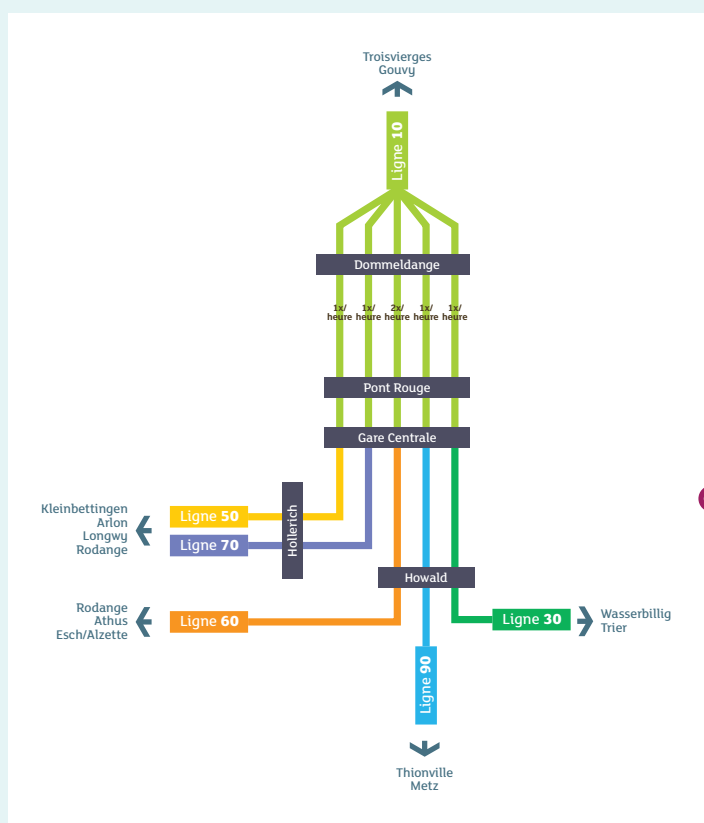 Troisvierges
Gouvy
Ligne 10
Dommeldange
1x/ 1x/ 2x/ 1x/ 1x/
heure heure heure heure heure
Pont Rouge
Gare Centrale
Kleinbettingen
Arlon
Longwy
Rodange
Ligne 50
Ligne 70
Hollerich
Howald
Rodange
Athus
Esch/Alzette
Ligne 60
Ligne 30
Wasserbillig
Trier
Ligne 90
Thionville
Metz